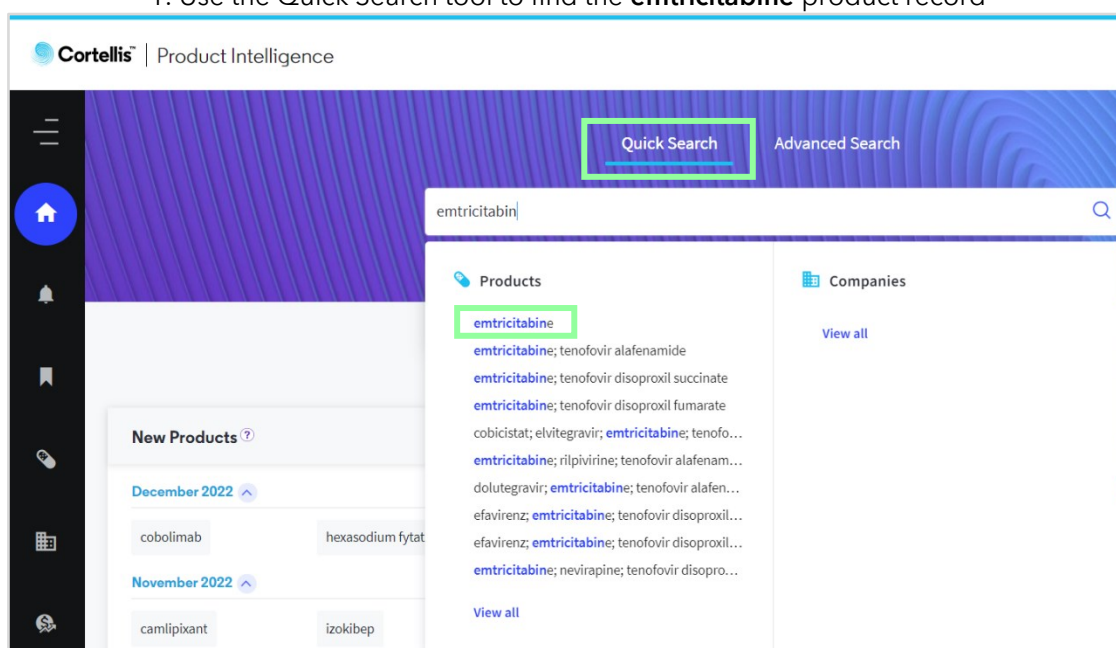 1. Use the Quick Search tool to find the emtricitabine product record
Cortellis™ | Product Intelligence
Quick Search
Advanced Search
emtricitabin
Products
emtricitabine
emtricitabine; tenofovir alafenamide
emtricitabine; tenofovir disoproxil succinate
emtricitabine; tenofovir disoproxil fumarate
cobicistat; elvitegravir; emtricitabine; tenofo...
emtricitabine; rilpivirine; tenofovir alafenam...
dolutegravir; emtricitabine; tenofovir alafen...
efavirenz; emtricitabine; tenofovir disoproxil...
efavirenz; emtricitabine; tenofovir disoproxil...
emtricitabine; nevirapine; tenofovir disopro...
View all
Companies
View all
New Products ?
December 2022
cobolimab
hexasodium fytat
November 2022
camlipixant
izokibep